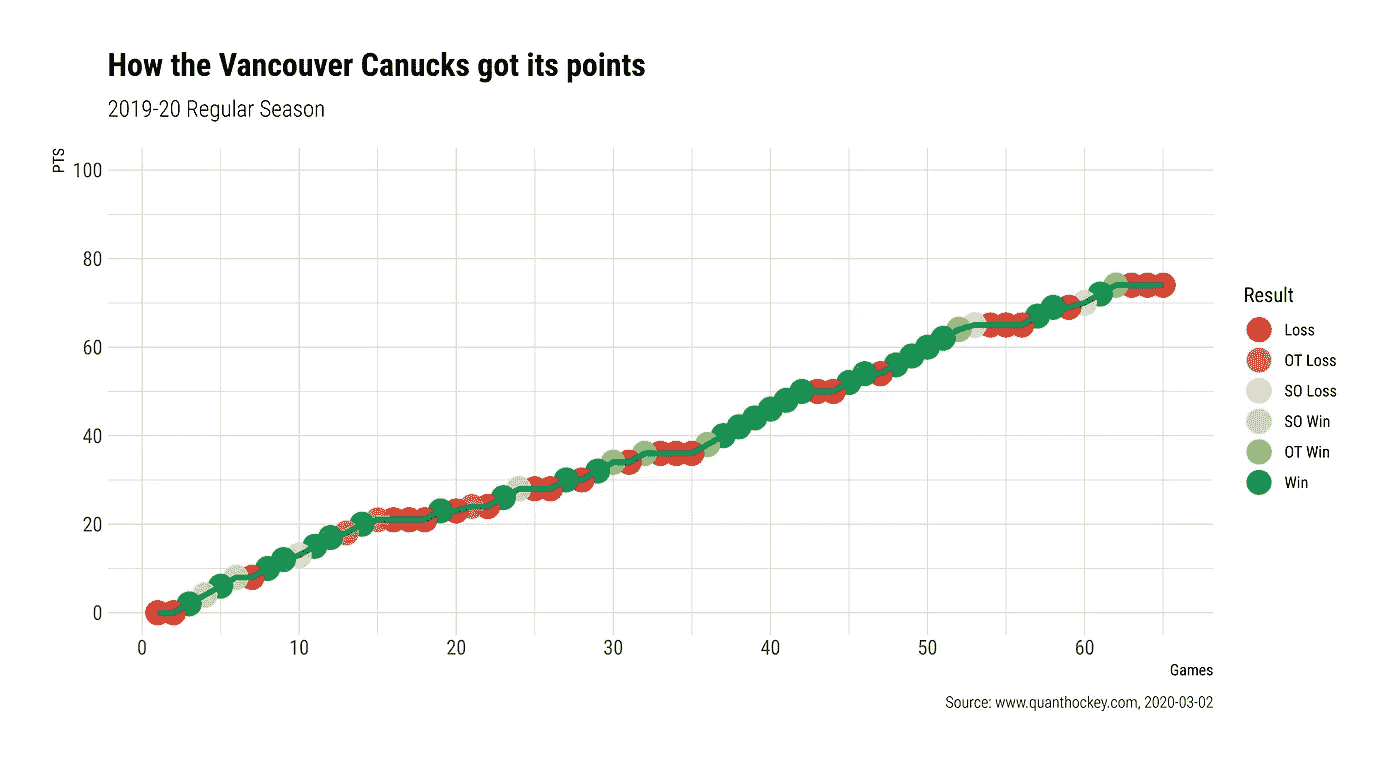 How the Vancouver Canucks got its points
2019-20 Regular Season
PTS
100
80
60
40
20
0
0 10 20 30 40 50 60
Games
Result
Loss
OT Loss
SO Loss
SO Win
OT Win
Win
Source: www.quanthockey.com, 2020-03-02